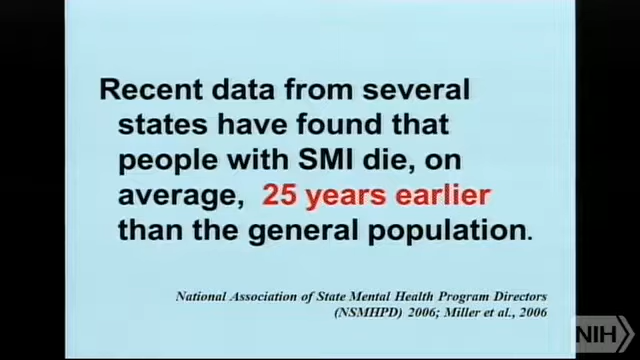 Recent data from several
states have found that
people with SMI die, on
average, 25 years earlier
than the general population.
National Association of State Mental Health Program Directors
(NSMHPD) 2006; Miller et al., 2006
NIH